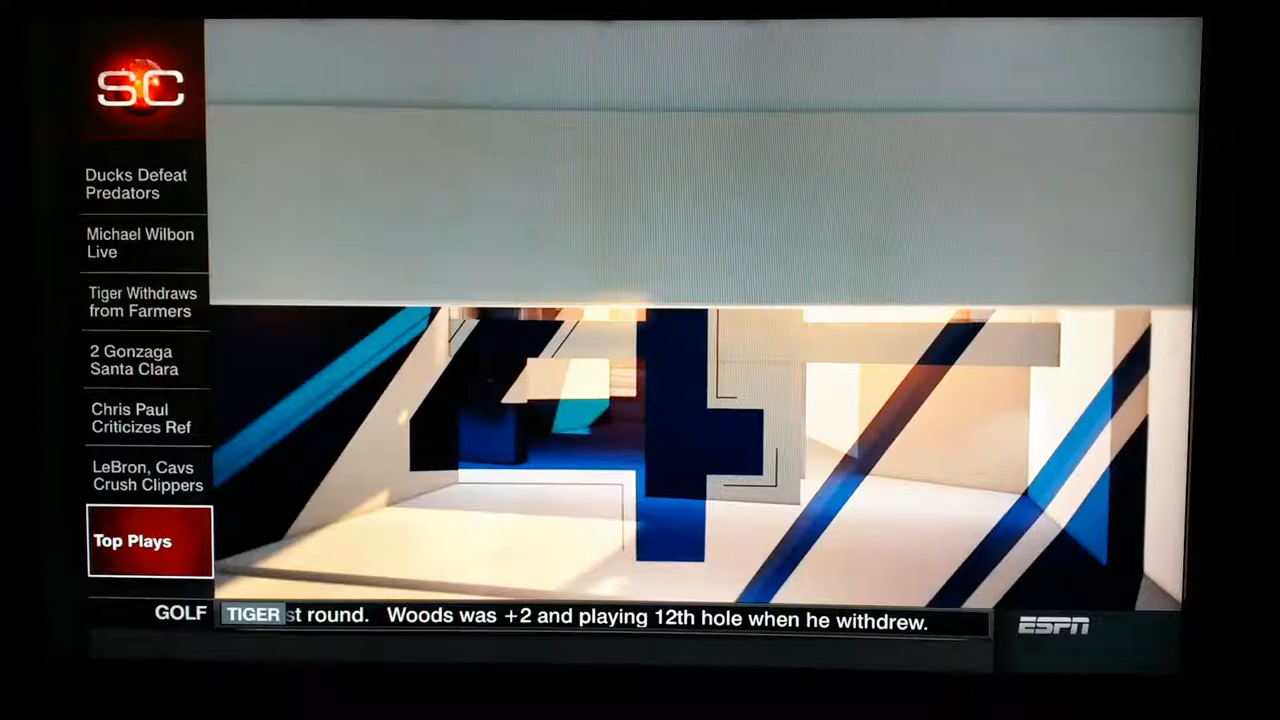 SC
Ducks Defeat
Predators
Michael Wilbon
Live
Tiger Withdraws
from Farmers
2 Gonzaga
Santa Clara
Chris Paul
Criticizes Ref
LeBron, Cavs
Crush Clippers
Top Plays
4
GOLF TIGER st round. Woods was +2 and playing 12th hole when he withdrew.
ESPN